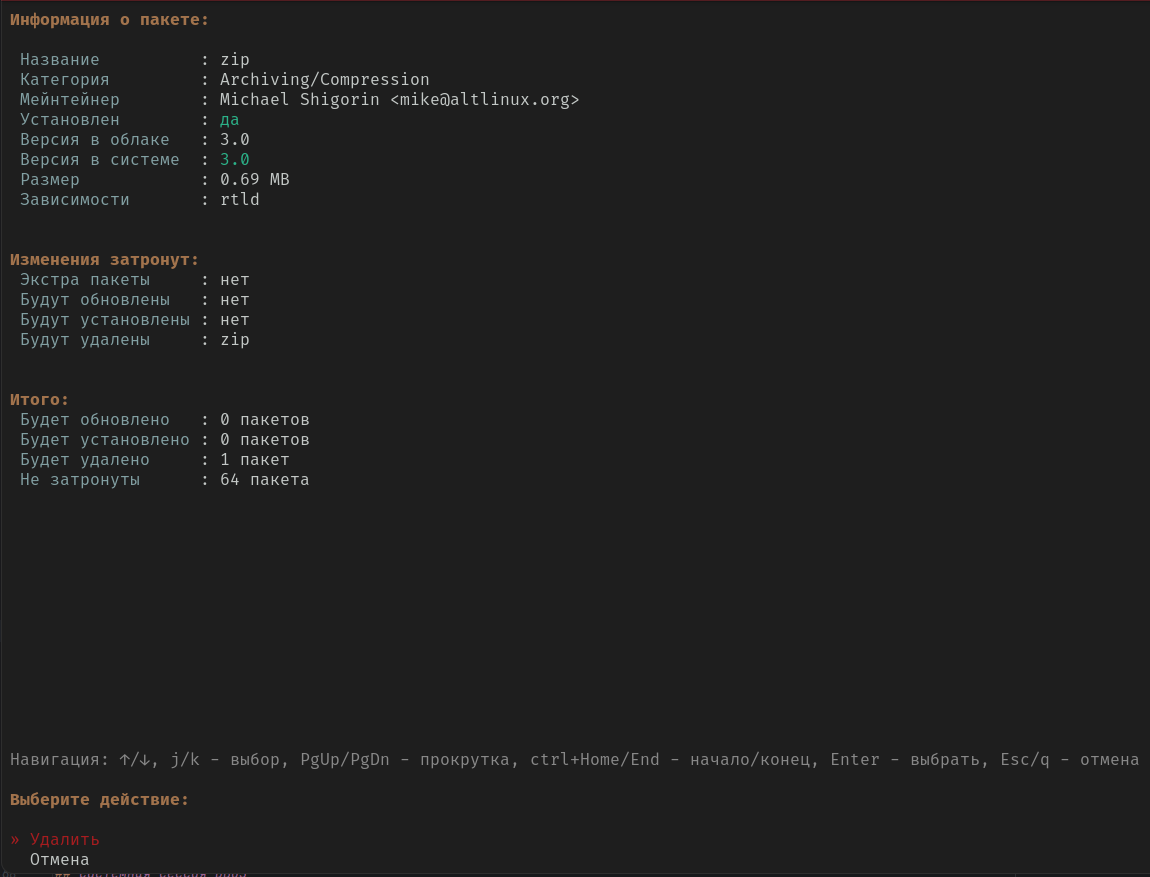 Информация о пакете:
Название : zip
Категория : Archiving/Compression
Мейнтейнер : Michael Shigorin <mike@altlinux.org>
Установлен : да
Версия в облаке : 3.0
Версия в системе : 3.0
Размер : 0.69 MB
Зависимости : rtld
Изменения затронут:
Экстра пакеты : нет
Будут обновлены : нет
Будут установлены : нет
Будут удалены : zip
Итого:
Будет обновлено : 0 пакетов
Будет установлено : 0 пакетов
Будет удалено : 1 пакет
Не затронуты : 64 пакета
Навигация: ↑/↓, j/k - выбор, PgUp/PgDn - прокрутка, ctrl+Home/End - начало/конец, Enter - выбрать, Esc/q - отмена
Выберите действие:
» Удалить
Отмена